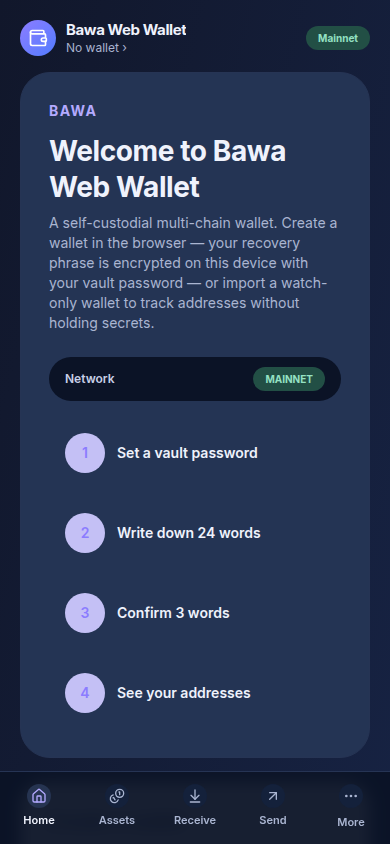 Bawa Web Wallet
No wallet ›
Mainnet
BAWA
Welcome to Bawa
Web Wallet
A self-custodial multi-chain wallet. Create a
wallet in the browser — your recovery
phrase is encrypted on this device with
your vault password — or import a watch-
only wallet to track addresses without
holding secrets.
Network
MAINNET
1
Set a vault password
2
Write down 24 words
3
Confirm 3 words
4
See your addresses
Home
Assets
Receive
Send
More